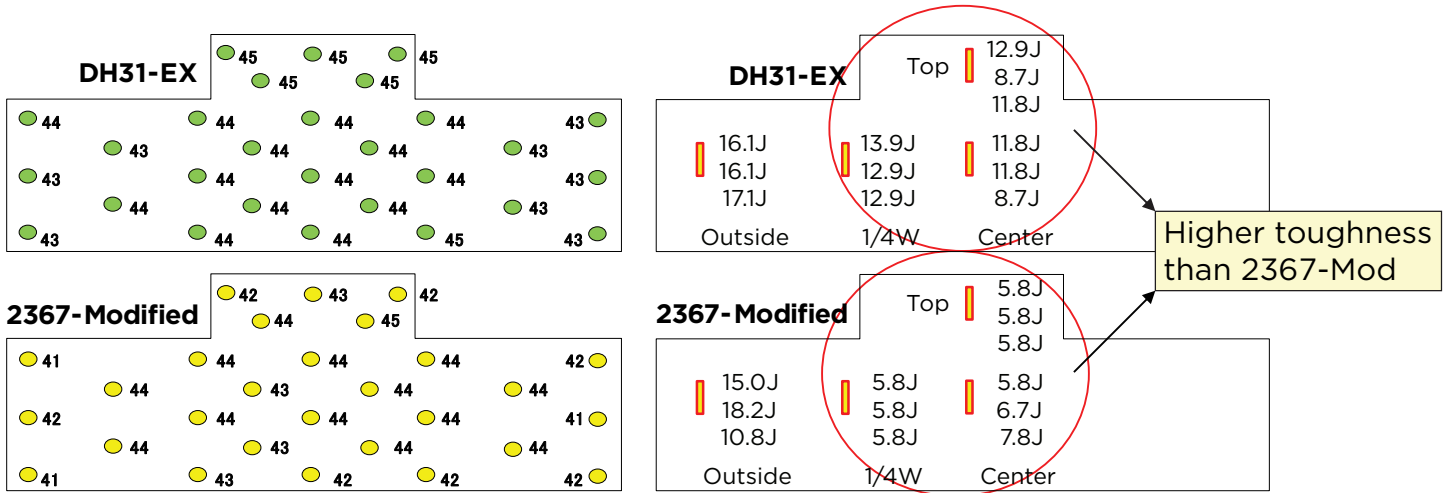 DH31-EX
45 45 45
45 45
44 44 44 44 43
43 44 44 43
43 44 44 44 43
44 44 44 43
43 44 44 45 43
2367-Modified
42 43 42
44 45
41 44 44 44 42
44 43 44 44
42 44 44 44 41
44 43 44 44
41 43 42 42 42
DH31-EX
Top
12.9J
8.7J
11.8J
16.1J 13.9J 11.8J
16.1J 12.9J 11.8J
17.1J 12.9J 8.7J
Outside 1/4W Center
2367-Modified
Top
5.8J
5.8J
5.8J
15.0J 5.8J 5.8J
18.2J 5.8J 6.7J
10.8J 5.8J 7.8J
Outside 1/4W Center
Higher toughness
than 2367-Mod